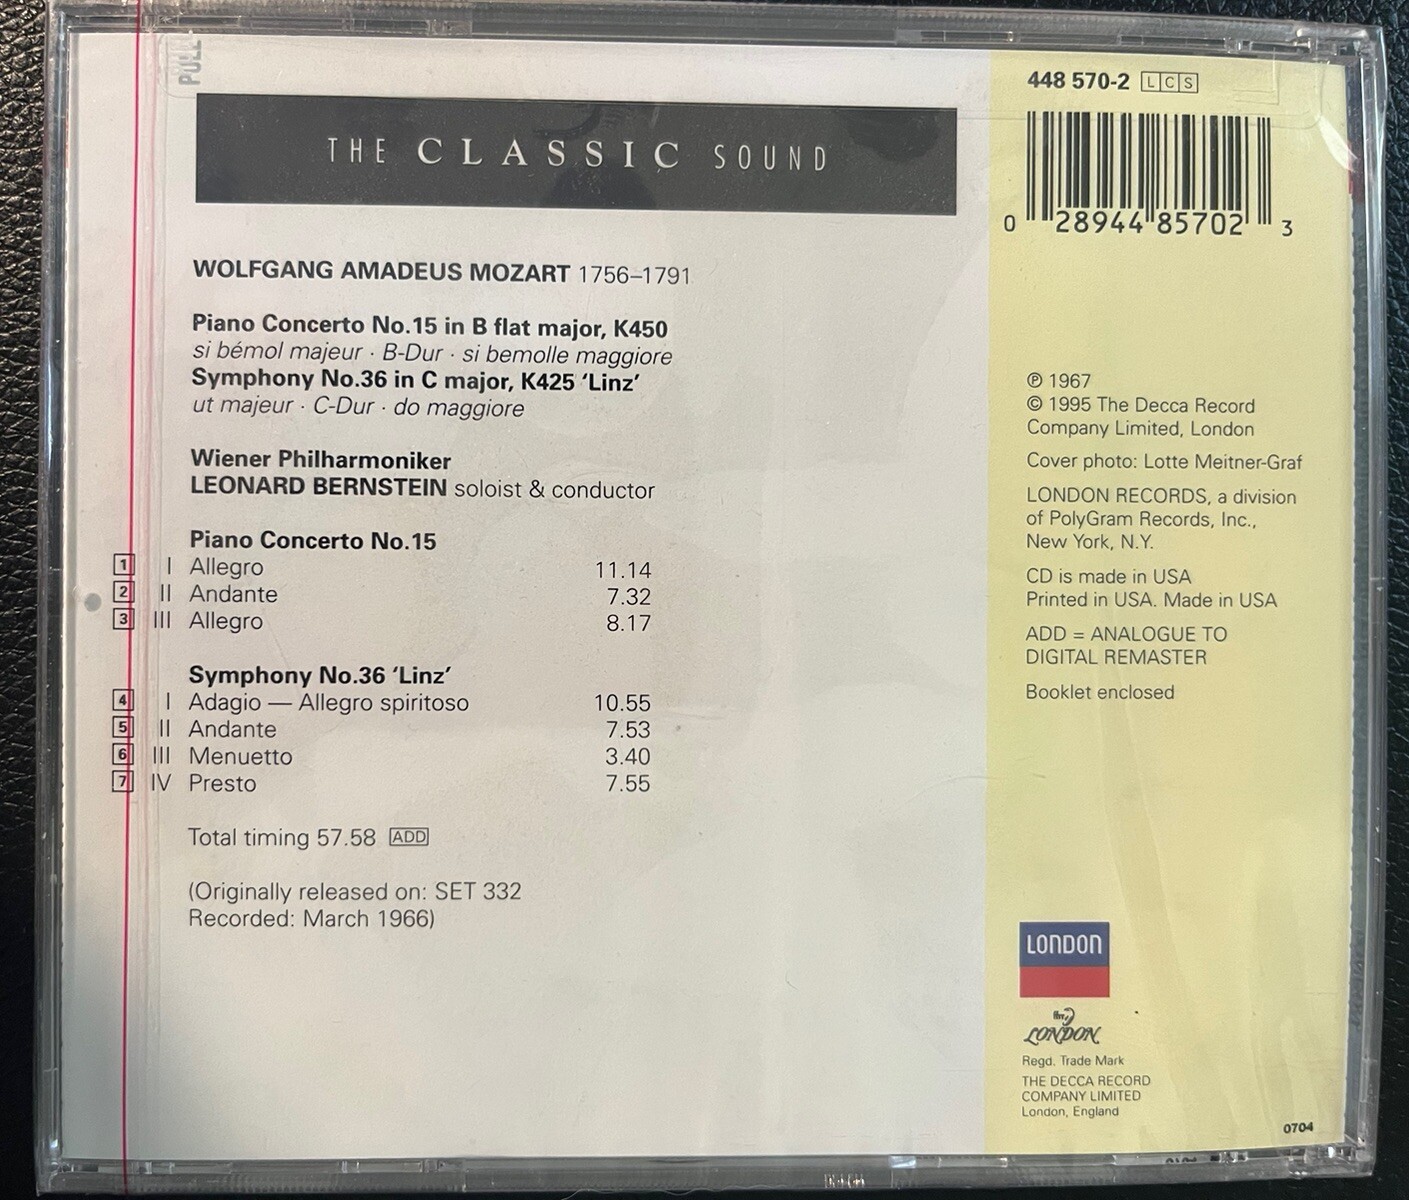 PULL
THE CLASSIC SOUND
WOLFGANG AMADEUS MOZART 1756–1791
Piano Concerto No.15 in B flat major, K450
si bémol majeur · B-Dur · si bemolle maggiore
Symphony No.36 in C major, K425 ‘Linz’
ut majeur · C-Dur · do maggiore
Wiener Philharmoniker
LEONARD BERNSTEIN soloist & conductor
Piano Concerto No.15
1 I Allegro 11.14
2 II Andante 7.32
3 III Allegro 8.17
Symphony No.36 ‘Linz’
4 I Adagio — Allegro spiritoso 10.55
5 II Andante 7.53
6 III Menuetto 3.40
7 IV Presto 7.55
Total timing 57.58 ADD
(Originally released on: SET 332
Recorded: March 1966)
448 570-2 LCS
0 28944 85702 3
℗ 1967
© 1995 The Decca Record
Company Limited, London
Cover photo: Lotte Meitner-Graf
LONDON RECORDS, a division
of PolyGram Records, Inc.,
New York, N.Y.
CD is made in USA
Printed in USA. Made in USA
ADD = ANALOGUE TO
DIGITAL REMASTER
Booklet enclosed
LONDON
ffrr
LONDON
Regd. Trade Mark
THE DECCA RECORD
COMPANY LIMITED
London, England
0704